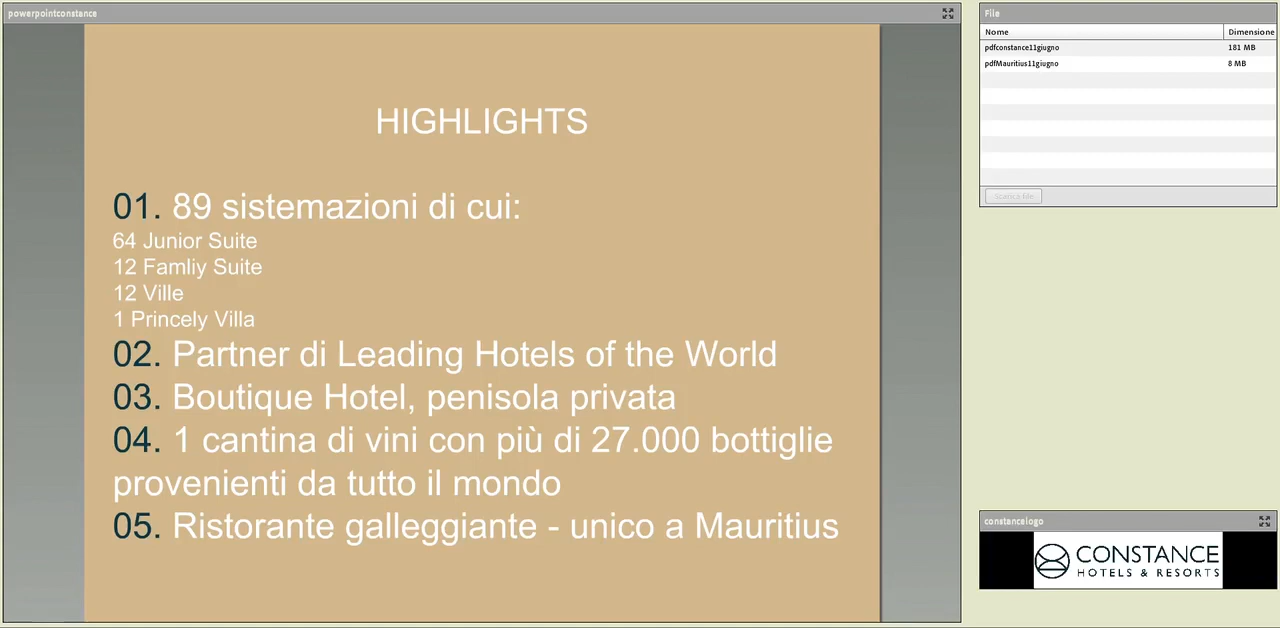 powerpointconstance
HIGHLIGHTS
01. 89 sistemazioni di cui:
64 Junior Suite
12 Famliy Suite
12 Ville
1 Princely Villa
02. Partner di Leading Hotels of the World
03. Boutique Hotel, penisola privata
04. 1 cantina di vini con più di 27.000 bottiglie
provenienti da tutto il mondo
05. Ristorante galleggiante - unico a Mauritius
File
Nome Dimensione
pdfconstance11giugno 181 MB
pdfMauritius11giugno 8 MB
Scarica file
constancelogo
CONSTANCE
HOTELS & RESORTS